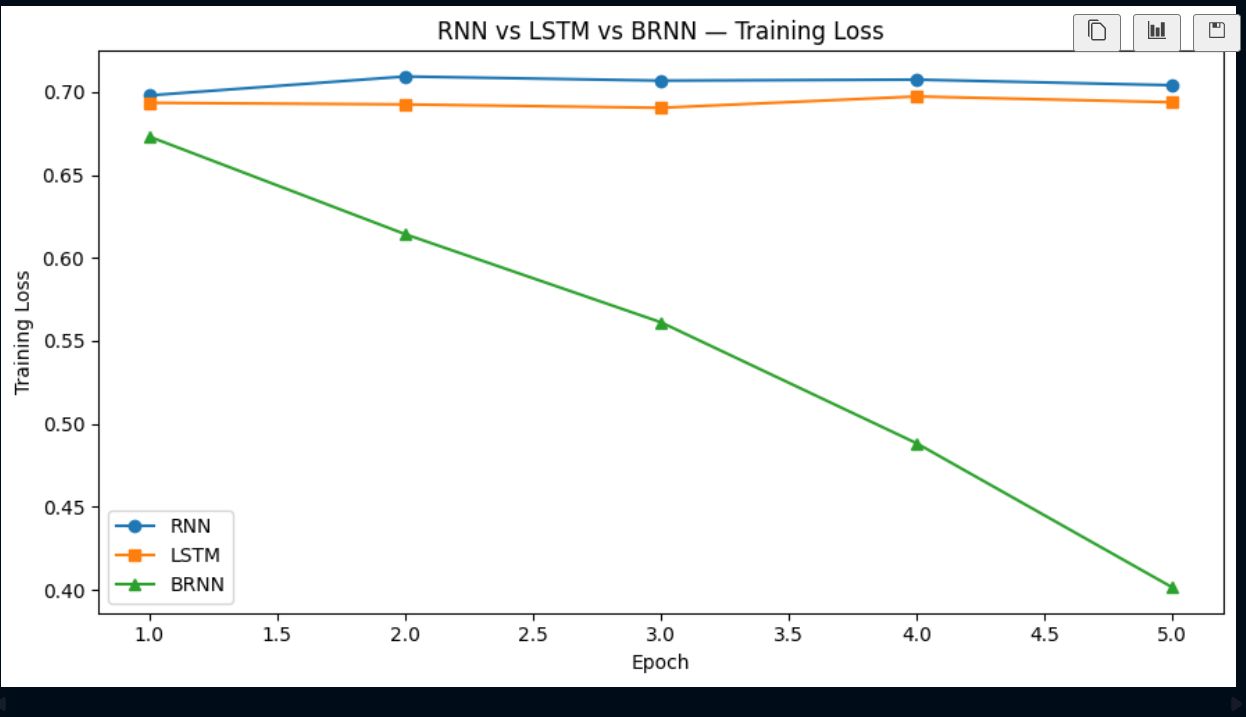 RNN vs LSTM vs BRNN — Training Loss
0.70
0.65
0.60
0.55
0.50
0.45
0.40
Training Loss
RNN
LSTM
BRNN
1.0 1.5 2.0 2.5 3.0 3.5 4.0 4.5 5.0
Epoch